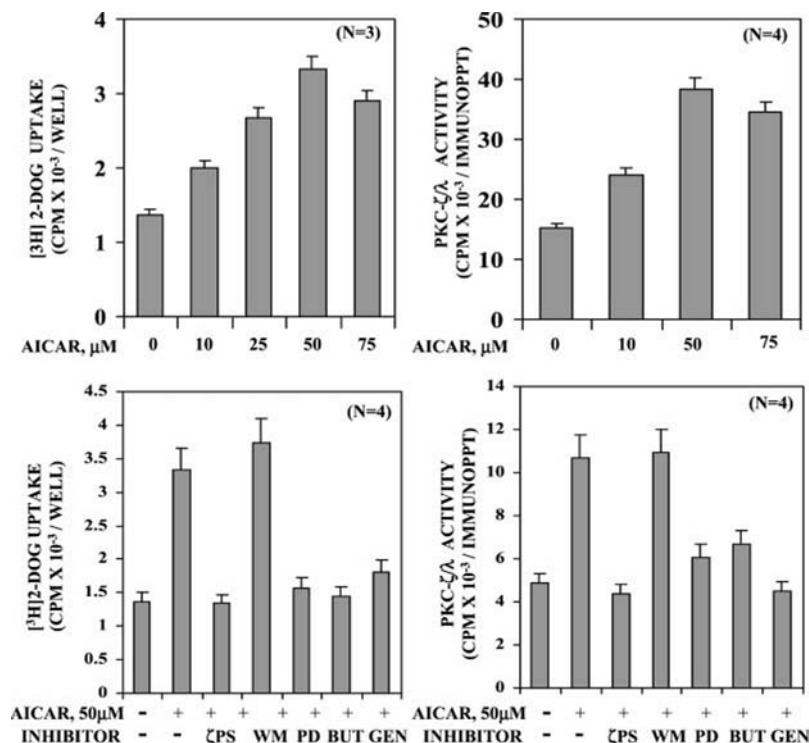 (N=3)
[3H] 2-DOG UPTAKE
(CPM X 10-3 / WELL)
4
3
2
1
0
AICAR, μM 0 10 25 50 75
(N=4)
PKC-ζ/λ ACTIVITY
(CPM X 10-3 / IMMUNOPPT)
50
40
30
20
10
0
AICAR, μM 0 10 50 75
(N=4)
[3H]2-DOG UPTAKE
(CPM X 10-3 / WELL)
4.5
4
3.5
3
2.5
2
1.5
1
0.5
0
AICAR, 50μM - + + + + + + +
INHIBITOR - - ζPS WM PD BUT GEN
(N=4)
PKC-ζ/λ ACTIVITY
(CPM X 10-3 / IMMUNOPPT)
14
12
10
8
6
4
2
0
AICAR, 50μM - + + + + + + +
INHIBITOR - - ζPS WM PD BUT GEN